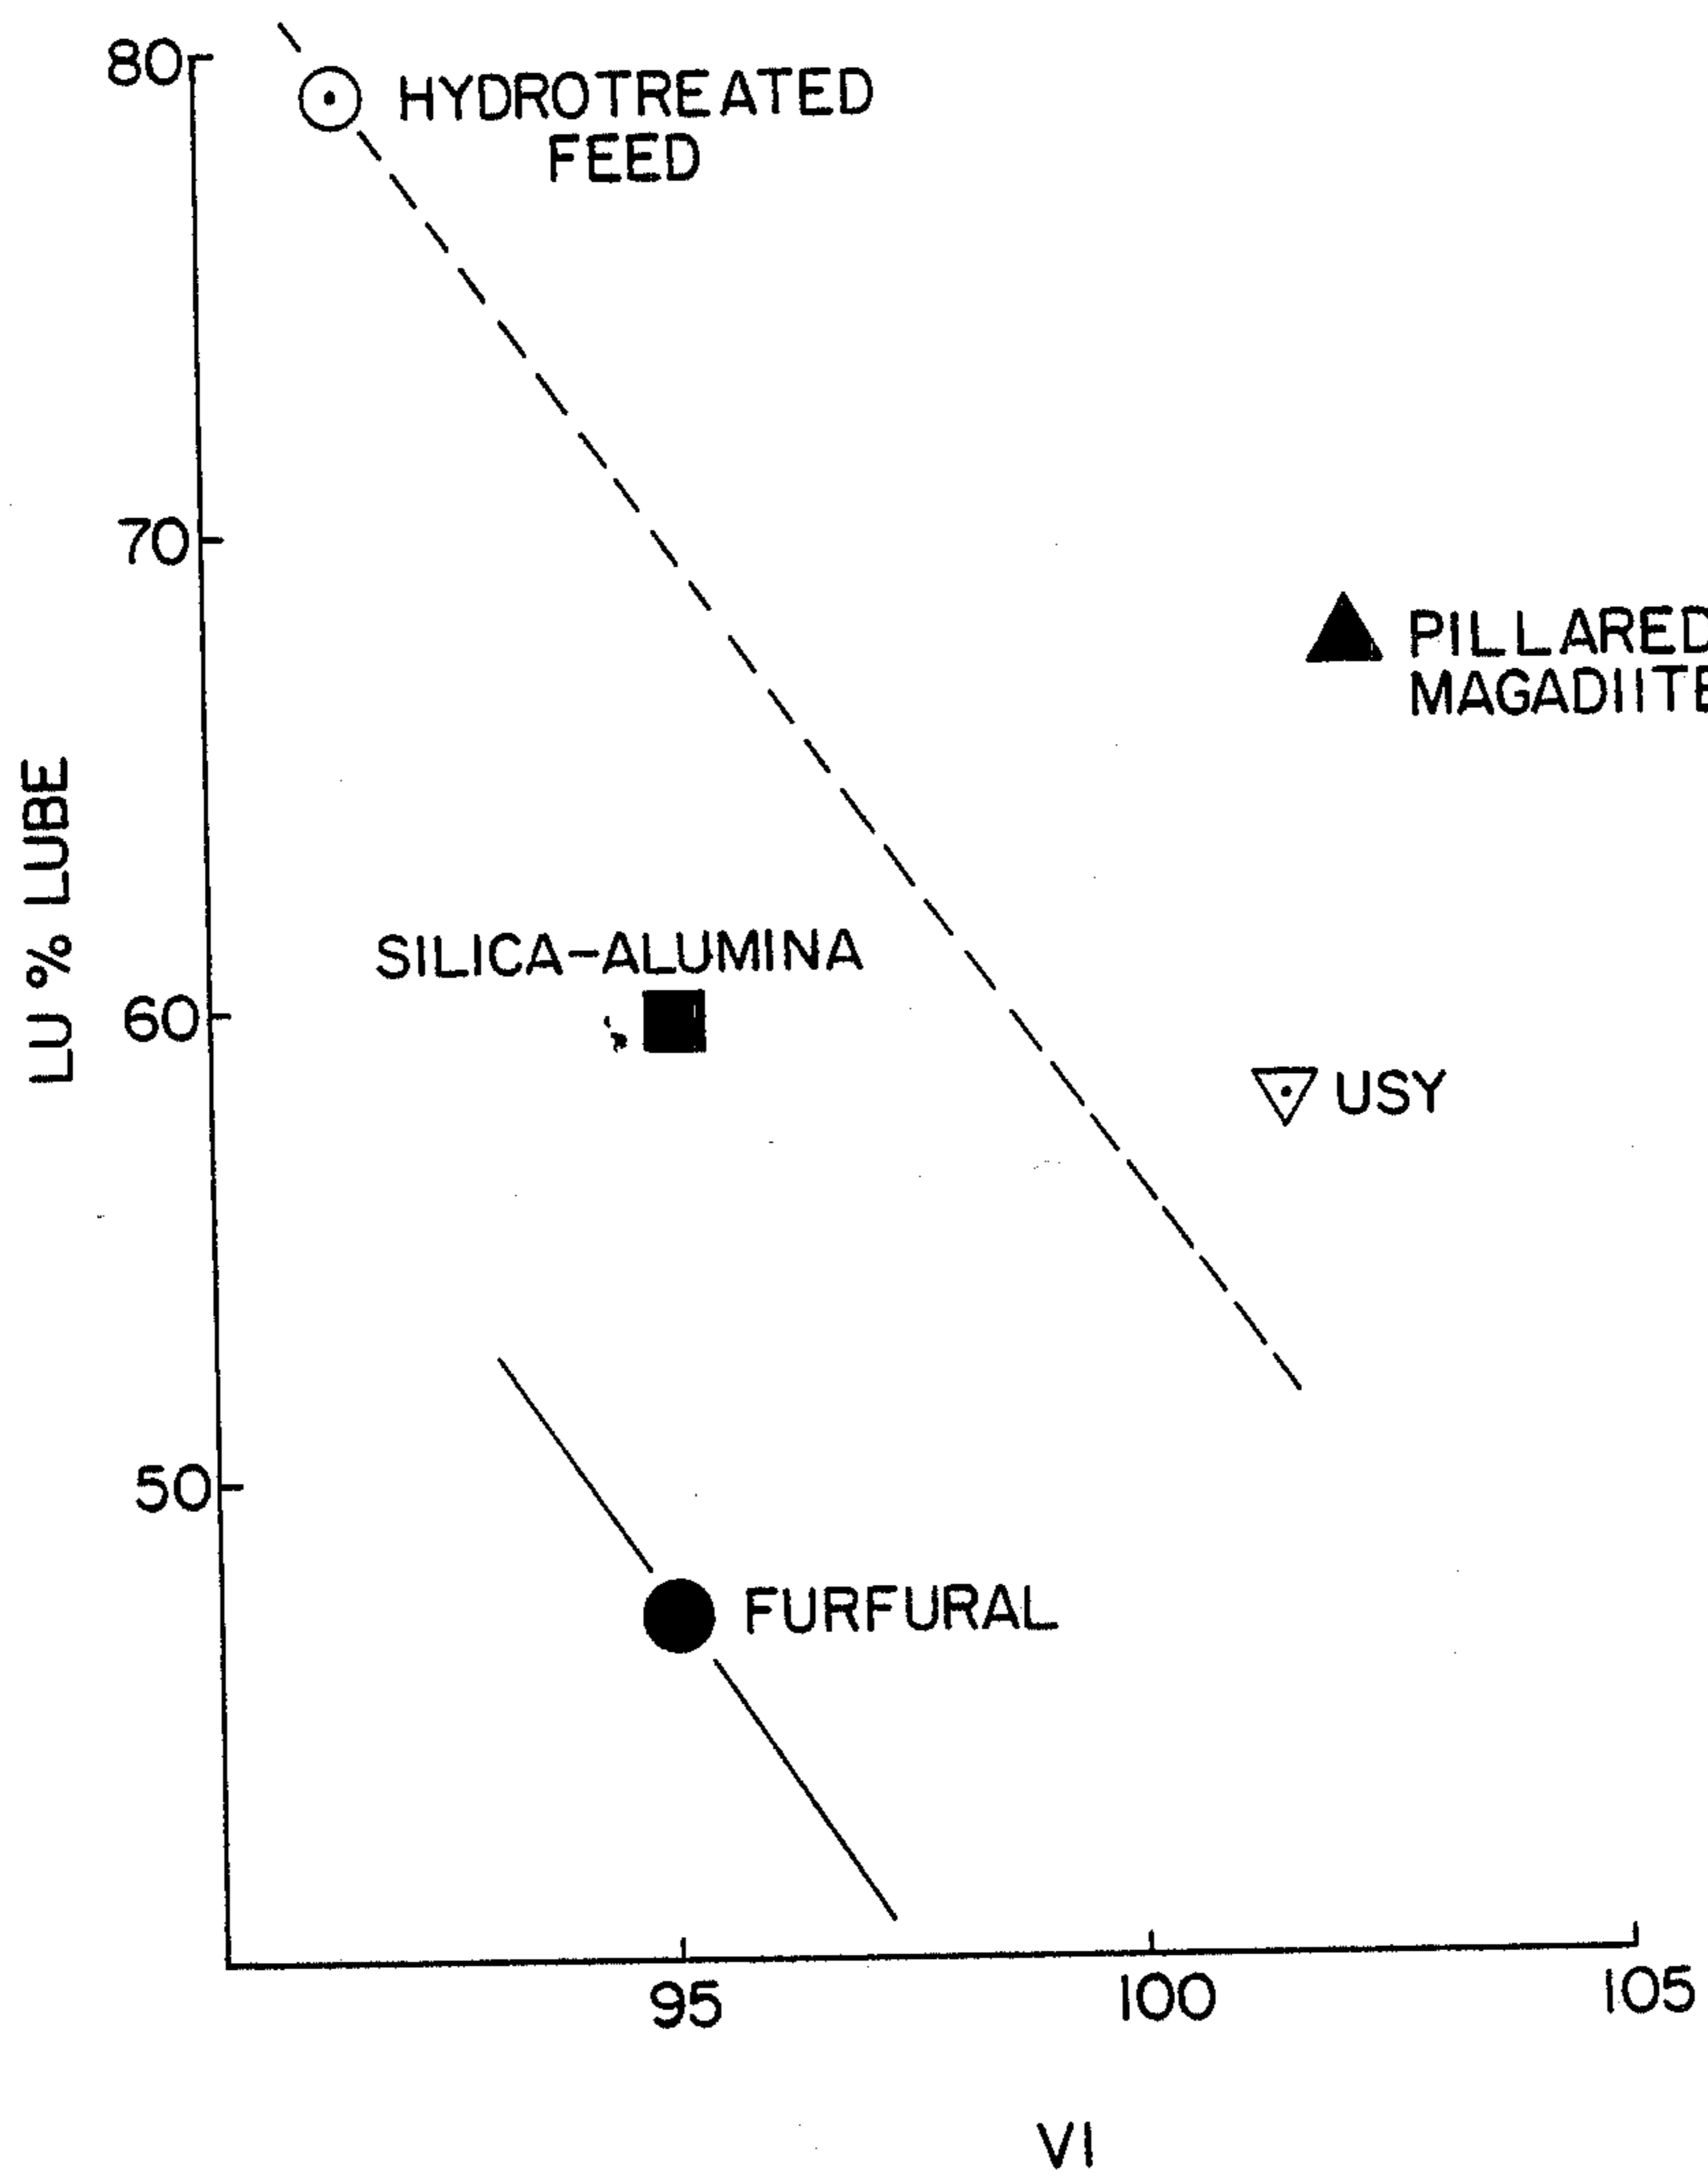 80
HYDROTREATED
FEED
70
PILLARED
MAGADIITE
LU % LUBE
SILICA-ALUMINA
60
USY
50
FURFURAL
95
100
105
VI